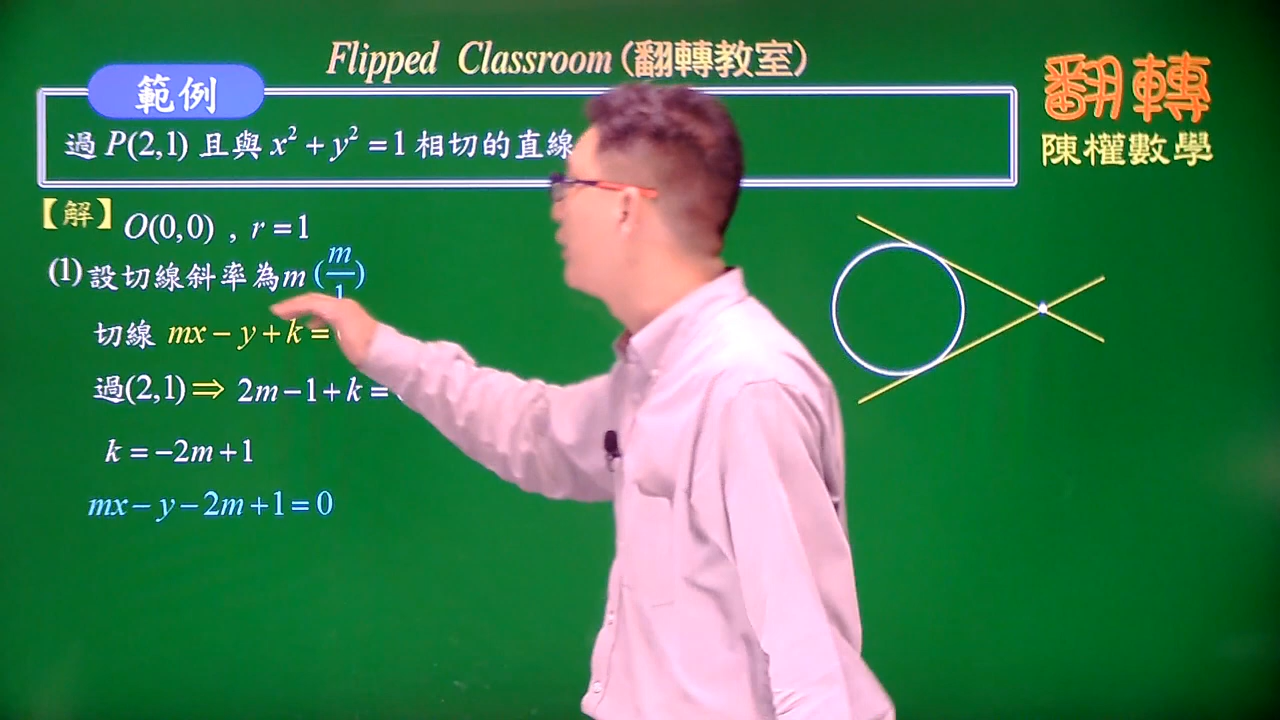 Flipped Classroom (翻轉教室)
翻轉
陳權數學
範例
過 P(2,1) 且與 x² + y² = 1 相切的直線
【解】 O(0,0) , r = 1
(1) 設切線斜率為 m (m/1)
切線 mx − y + k =
過(2,1) ⇒ 2m − 1 + k =
k = −2m + 1
mx − y − 2m + 1 = 0